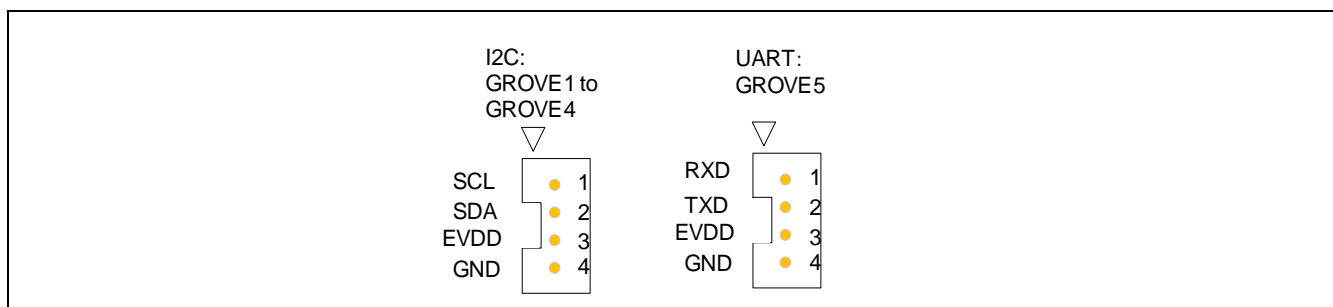 I2C:
GROVE1 to
GROVE4
SCL 1
SDA 2
EVDD 3
GND 4
UART:
GROVE5
RXD 1
TXD 2
EVDD 3
GND 4